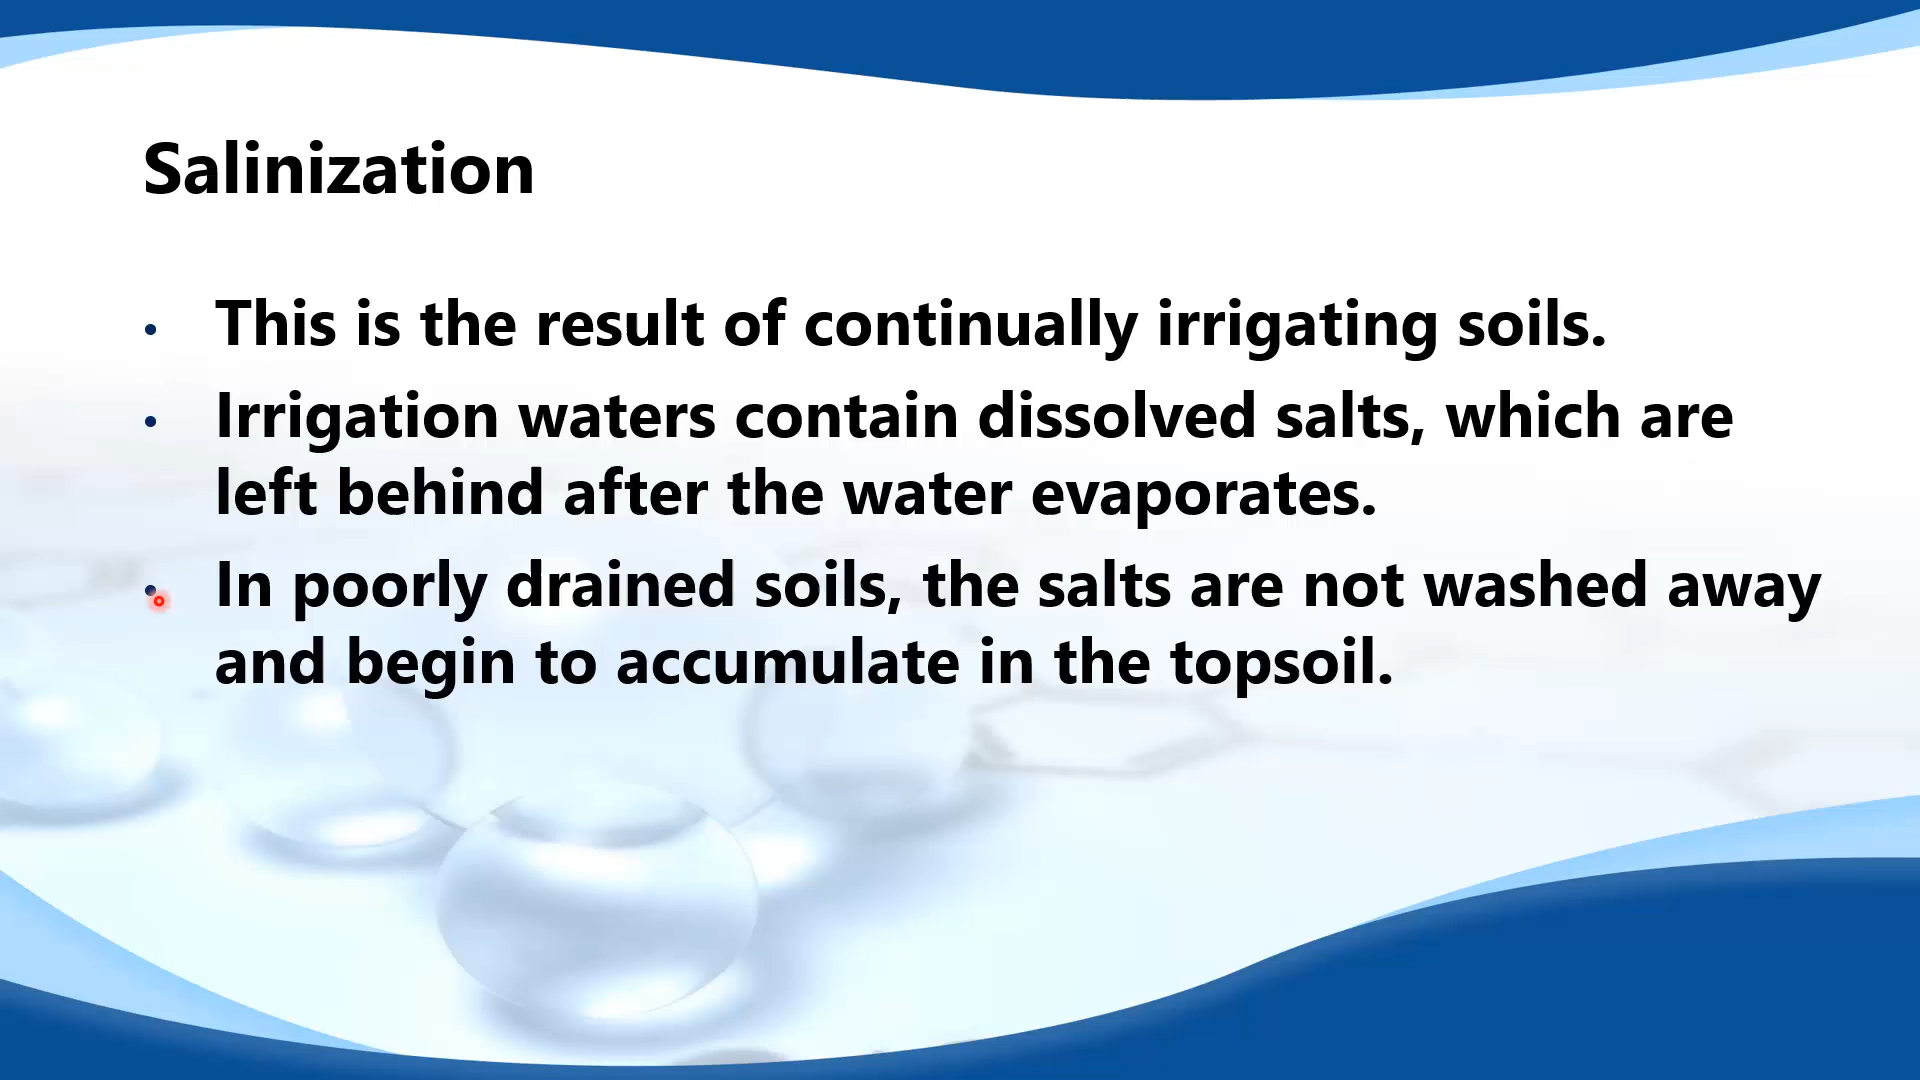 Salinization
• This is the result of continually irrigating soils.
• Irrigation waters contain dissolved salts, which are
left behind after the water evaporates.
• In poorly drained soils, the salts are not washed away
and begin to accumulate in the topsoil.